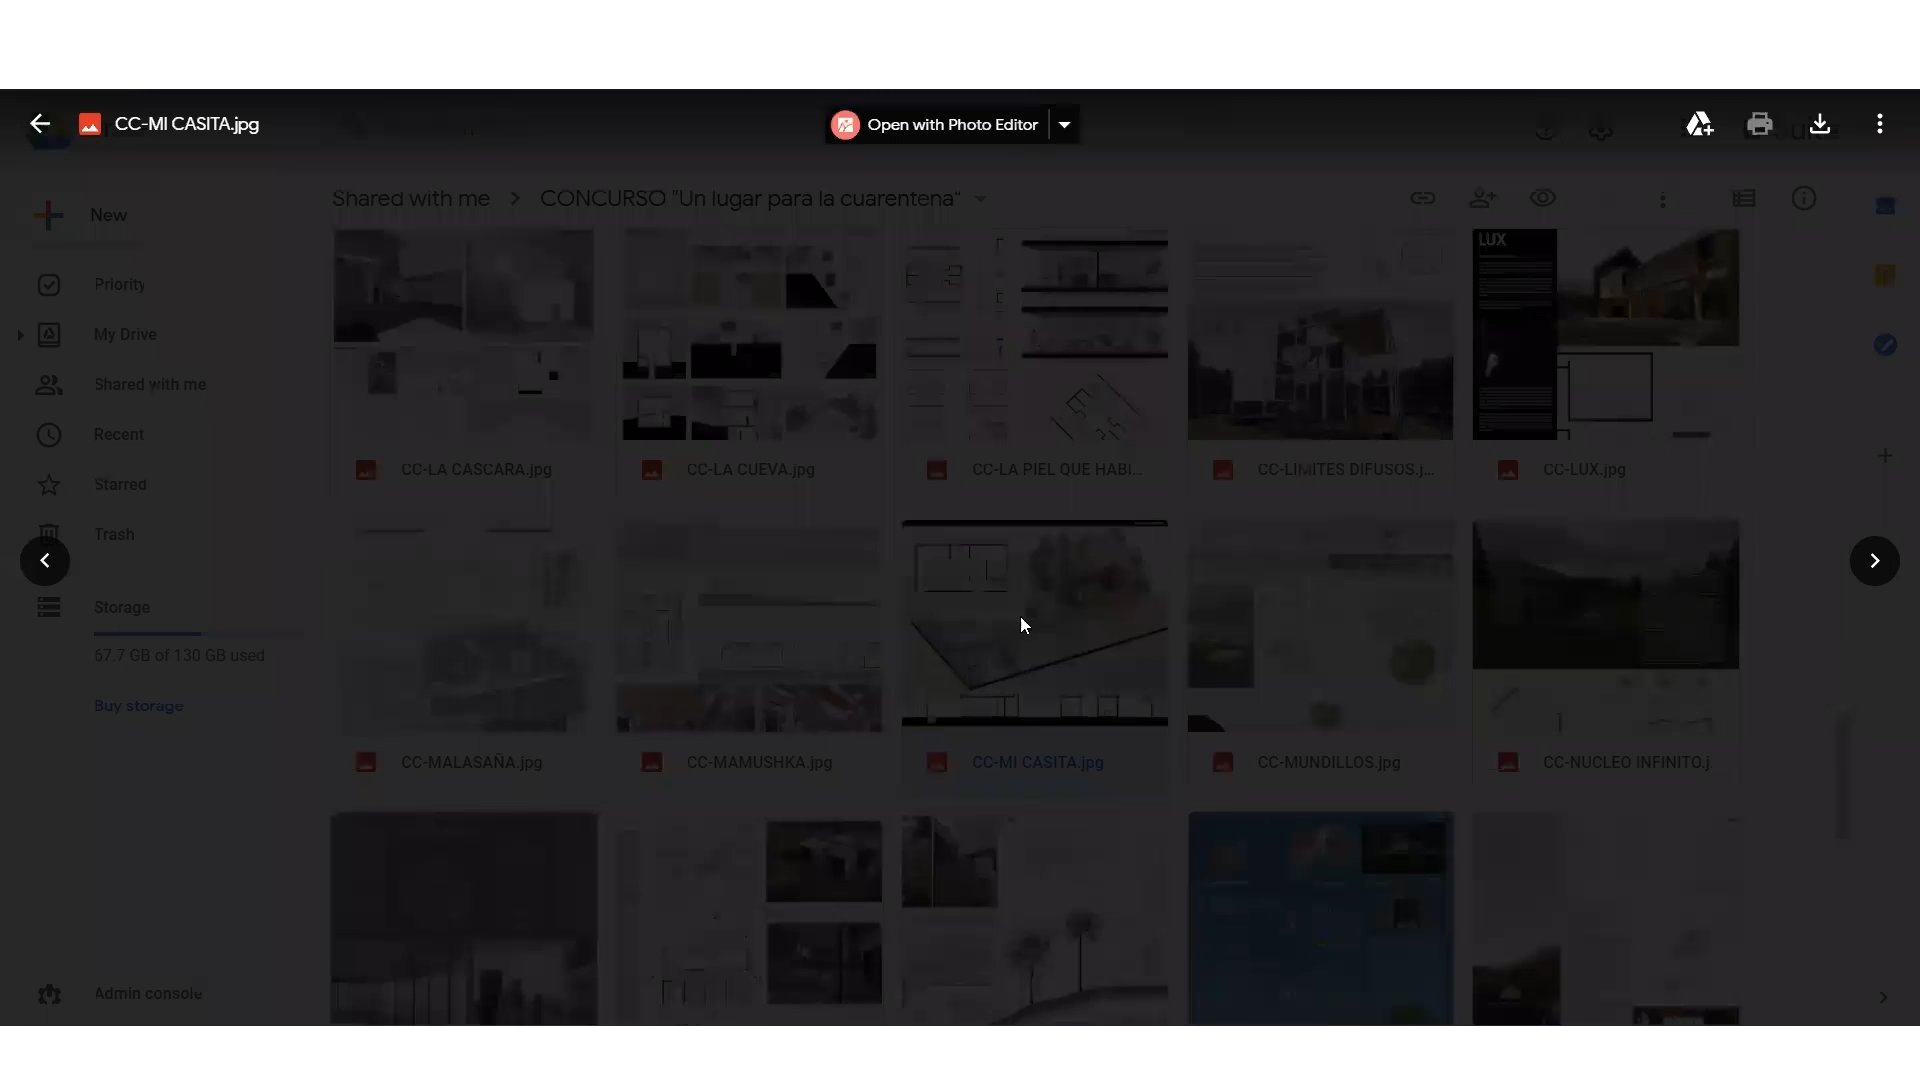 CC-MI CASITA.jpg
Open with Photo Editor
Shared with me
CONCURSO "Un lugar para la cuarentena"
New
Priority
My Drive
Shared with me
Recent
Starred
Trash
Storage
67.7 GB of 130 GB used
Buy storage
Admin console
LUX
CC-LA CASCARA.jpg
CC-LA CUEVA.jpg
CC-LA PIEL QUE HABI...
CC-LIMITES DIFUSOS.j...
CC-LUX.jpg
CC-MALASAÑA.jpg
CC-MAMUSHKA.jpg
CC-MI CASITA.jpg
CC-MUNDILLOS.jpg
CC-NUCLEO INFINITO.j